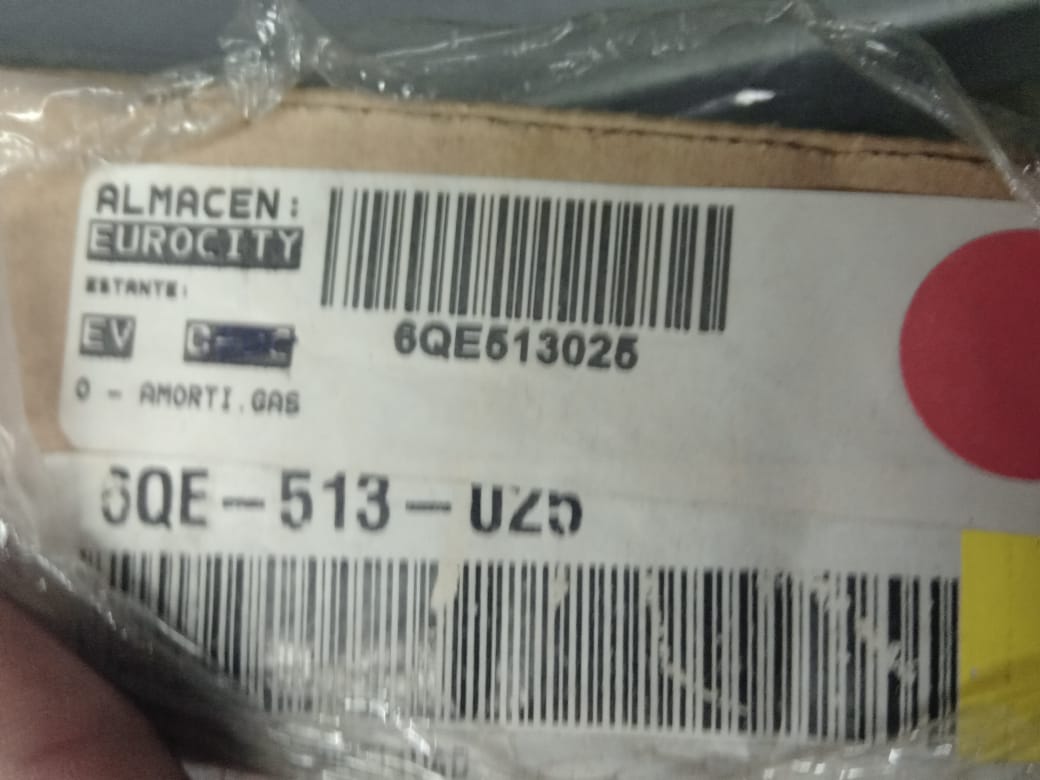 ALMACEN:
EUROCITY
ESTANTE:
EV
6QE513025
0 - AMORTI.GAS
6QE-513-025